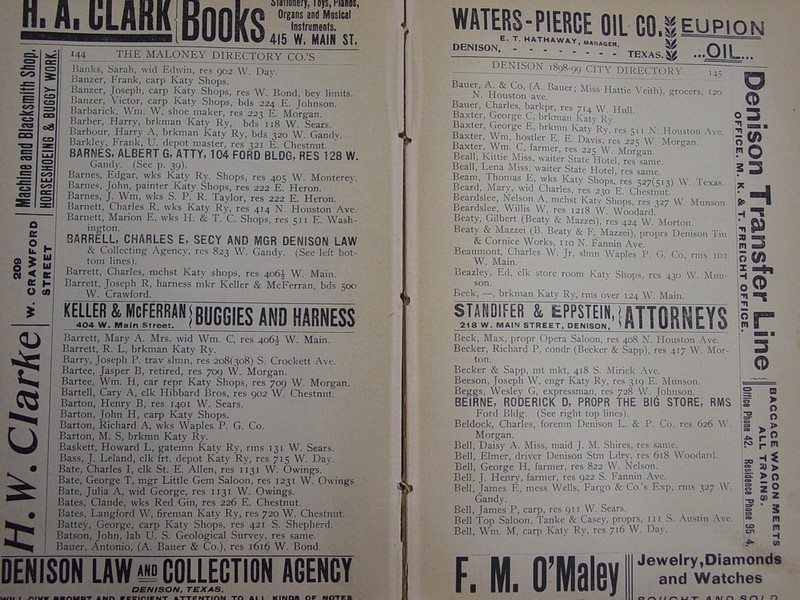 H. A. CLARK
Books
Stationery, Toys, Pianos,
Organs and Musical
Instruments.
415 W. MAIN ST.
Machine and Blacksmith Shop.
HORSESHOEING & BUGGY WORK.
209
W. CRAWFORD
STREET
H. W. Clarke
144 THE MALONEY DIRECTORY CO.'S
Banks, Sarah, wid Edwin, res 902 W. Day.
Banzer, Frank, carp Katy Shops.
Banzer, Joseph, carp Katy Shops, res W. Bond, bey limits.
Banzer, Victor, carp Katy Shops, bds 224 E. Johnson.
Barbarick, Wm. W, shoe maker, res 223 E. Morgan.
Barber, Harry, brkman Katy Ry, bds 118 W. Sears.
Barbour, Harry A, brkman Katy Ry, bds 320 W. Gandy.
Barkley, Frank, U. depot master, res 321 E. Chestnut.
BARNES, ALBERT G, ATTY, 104 FORD BLDG, RES 128 W.
Gandy. (See p. 39).
Barnes, Edgar, wks Katy Ry. Shops, res 405 W. Monterey.
Barnes, John, painter Katy Shops, res 222 E. Heron.
Barnes, J. Wm, wks S. P. R. Taylor, res 222 E. Heron.
Barnett, Charles R, wks Katy Ry, res 414 N. Houston Ave.
Barnett, Marion E, wks H. & T. C. Shops, res 511 E. Wash-
ington.
BARRELL, CHARLES E, SECY AND MGR DENISON LAW
& Collecting Agency, res 823 W. Gandy. (See left bot-
tom lines).
Barrett, Charles, mchst Katy shops, res 406½ W. Main.
Barrett, Joseph R, harness mkr Keller & McFerran, bds 500
W. Crawford.
KELLER & McFERRAN
404 W. Main Street.
BUGGIES AND HARNESS
Barrett, Mary A. Mrs. wid Wm. C, res 406½ W. Main.
Barrett, R. L, brkman Katy Ry.
Barry, Joseph P. trav slmn, res 208(308) S. Crockett Ave.
Bartee, Jasper B, retired, res 709 W. Morgan.
Bartee, Wm. H, car repr Katy Shops, res 709 W. Morgan.
Bartell, Cary A, clk Hibbard Bros, res 902 W. Chestnut.
Barton, Henry B, res 1401 W. Sears.
Barton, John H, carp Katy Shops.
Barton, Richard A, wks Waples P. G. Co.
Barton, M. S, brkmn Katy Ry.
Baskett, Howard L, gatemn Katy Ry, rms 131 W. Sears.
Bass, J. Leland, clk frt. depot Katy Ry, res 715 W. Day.
Bate, Charles I, clk St. E. Allen, res 1131 W. Owings.
Bate, George T, mgr Little Gem Saloon, res 1231 W. Owings
Bate, Julia A, wid George, res 1131 W. Owings.
Bates, Claude, wks Red Gin, res 226 E. Chestnut.
Bates, Langford W, fireman Katy Ry, res 720 W. Chestnut.
Battey, George, carp Katy Shops, res 421 S. Shepherd.
Batson, John, lab U. S. Geological Survey, res same.
Bauer, Antonio, (A. Bauer & Co.), res 1616 W. Bond.
DENISON LAW AND COLLECTION AGENCY
DENISON, TEXAS,
WILL GIVE PROMPT AND EFFICIENT ATTENTION TO ALL KINDS OF NOTES
WATERS-PIERCE OIL CO.
E. T. HATHAWAY, MANAGER,
DENISON, - - - - - - - TEXAS.
EUPION
...OIL...
DENISON 1898-99 CITY DIRECTORY. 145
Bauer, A. & Co, (A. Bauer; Miss Hattie Veith), grocers, 120
N. Houston ave.
Bauer, Charles, barkpr, res 714 W. Hull.
Baxter, George C, brkman Katy Ry.
Baxter, George E, brkmn Katy Ry, res 511 N. Houston Ave.
Baxter, Wm, hostler E. E. Davis, res 225 W. Morgan.
Baxter, Wm. C, farmer, res 225 W. Morgan.
Beall, Kittie Miss, waiter State Hotel, res same.
Beall, Lena Miss, waiter State Hotel, res same.
Beam, Thomas E, wks Katy Shops, res 527(513) W. Texas.
Beard, Mary, wid Charles, res 230 E. Chestnut.
Beardslee, Nelson A, mchst Katy Shops, res 327 W. Munson
Beardslee, Willis W, res 1218 W. Woodard.
Beaty, Gilbert (Beaty & Mazzei), res 424 W. Morton.
Beaty & Mazzei (B. Beaty & F. Mazzei), proprs Denison Tin
& Cornice Works, 110 N. Fannin Ave.
Beaumont, Charles W. Jr, slmn Waples P. G. Co, rms 102
W. Main.
Beazley, Ed, clk store room Katy Shops, res 430 W. Mun-
son.
Beck, —, brkman Katy Ry, rms over 124 W. Main.
STANDIFER & EPPSTEIN,
218 W. MAIN STREET, DENISON,
ATTORNEYS
Beck, Max, propr Opera Saloon, res 408 N. Houston Ave.
Becker, Richard P, condr (Becker & Sapp), res 417 W. Mor-
ton.
Becker & Sapp, mt mkt, 418 S. Mirick Ave.
Beeson, Joseph W, engr Katy Ry, res 319 E. Munson.
Beggs, Wesley G, expressman, res 728 W. Johnson.
BEIRNE, RODERICK D, PROPR THE BIG STORE, RMS
Ford Bldg. (See right top lines).
Beldock, Charles, foremn Denison L. & P. Co, res 626 W.
Morgan.
Bell, Daisy A. Miss, maid J. M. Shires, res same.
Bell, Elmer, driver Denison Stm Ldry, res 618 Woodard.
Bell, George H, farmer, res 822 W. Nelson.
Bell, J. Henry, farmer, res 922 S. Fannin Ave.
Bell, James E, mess Wells, Fargo & Co.'s Exp, rms 327 W.
Gandy.
Bell, James P, carp, res 911 W. Sears.
Bell Top Saloon, Tanke & Casey, proprs, 111 S. Austin Ave.
Bell, Wm. M, carp Katy Ry, res 716 W. Day.
F. M. O'Maley
Jewelry, Diamonds
and Watches
BOUGHT AND SOLD
Denison Transfer Line
OFFICE, M. K. & T. FREIGHT OFFICE.
BAGGAGE WAGON MEETS
ALL TRAINS.
Office Phone 42. Residence Phone 95, 4.